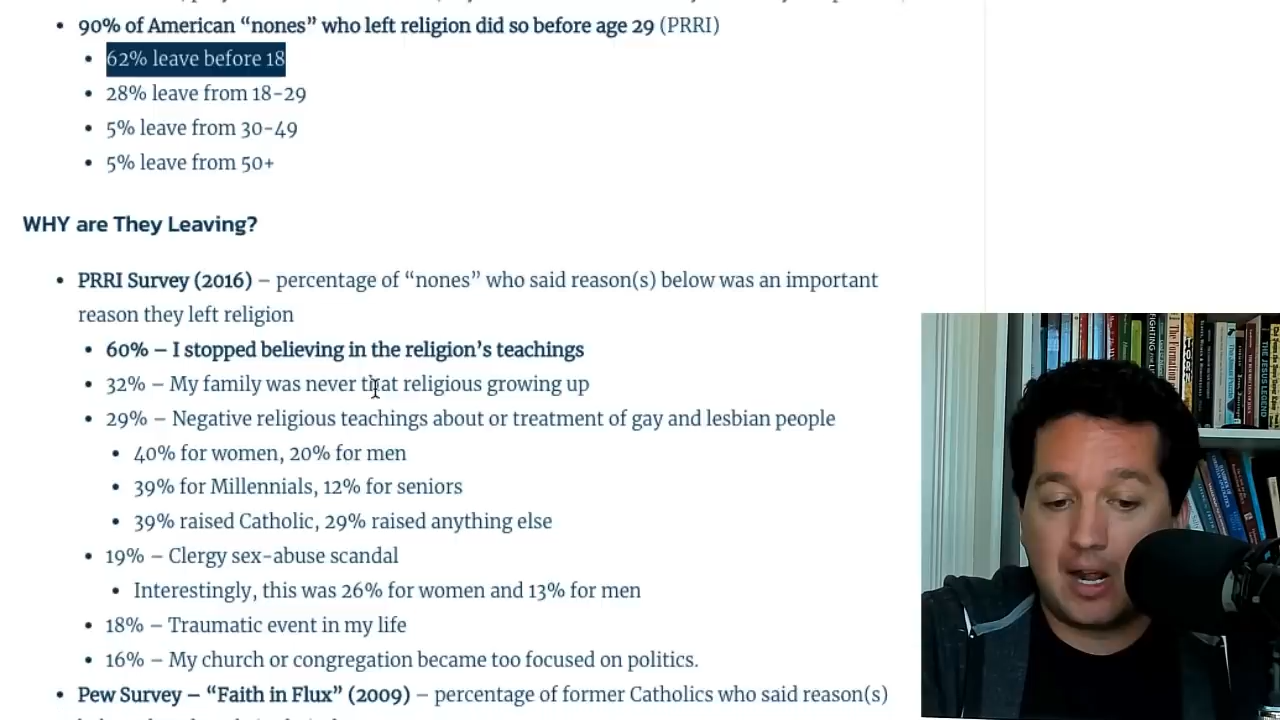 90% of American “nones” who left religion did so before age 29 (PRRI)
62% leave before 18
28% leave from 18-29
5% leave from 30-49
5% leave from 50+
WHY are They Leaving?
PRRI Survey (2016) – percentage of “nones” who said reason(s) below was an important
reason they left religion
60% – I stopped believing in the religion’s teachings
32% – My family was never that religious growing up
29% – Negative religious teachings about or treatment of gay and lesbian people
40% for women, 20% for men
39% for Millennials, 12% for seniors
39% raised Catholic, 29% raised anything else
19% – Clergy sex-abuse scandal
Interestingly, this was 26% for women and 13% for men
18% – Traumatic event in my life
16% – My church or congregation became too focused on politics.
Pew Survey – “Faith in Flux” (2009) – percentage of former Catholics who said reason(s)
FIGHTING FOR
The Formation
THE JESUS LEGEND